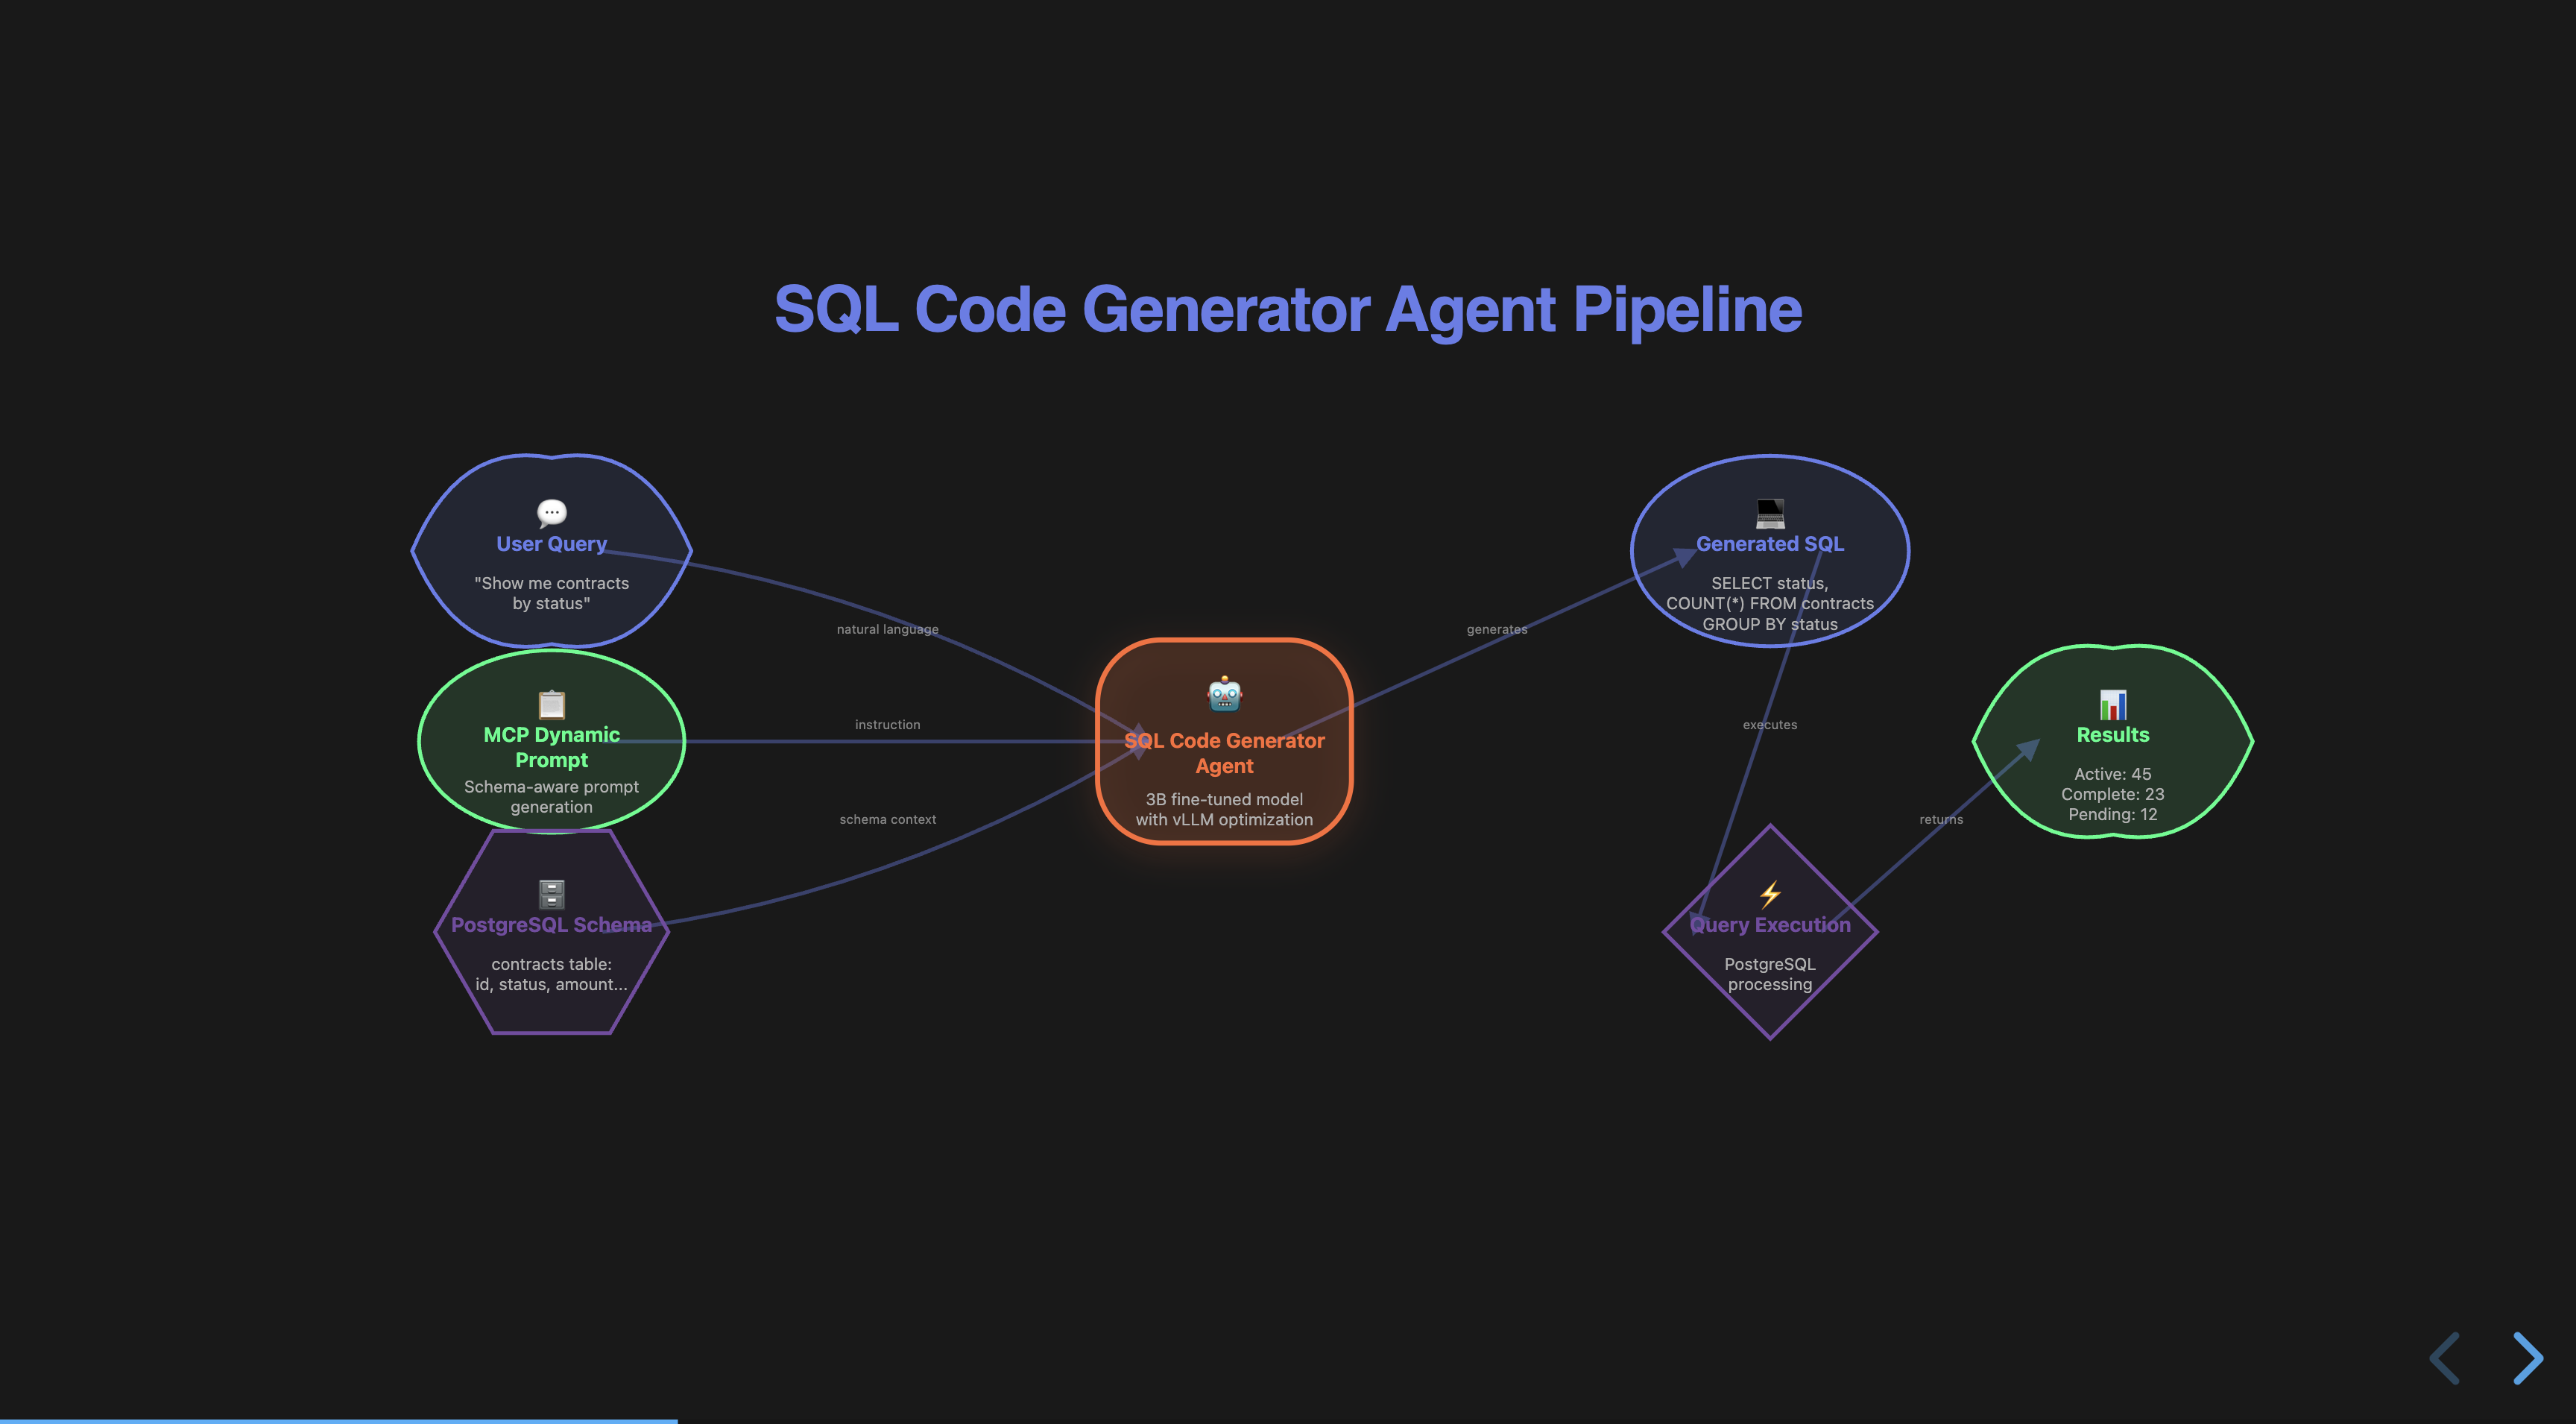 SQL Code Generator Agent Pipeline
User Query
"Show me contracts
by status"
MCP Dynamic
Prompt
Schema-aware prompt
generation
PostgreSQL Schema
contracts table:
id, status, amount...
natural language
instruction
schema context
SQL Code Generator
Agent
3B fine-tuned model
with vLLM optimization
generates
Generated SQL
SELECT status,
COUNT(*) FROM contracts
GROUP BY status
executes
Query Execution
PostgreSQL
processing
returns
Results
Active: 45
Complete: 23
Pending: 12